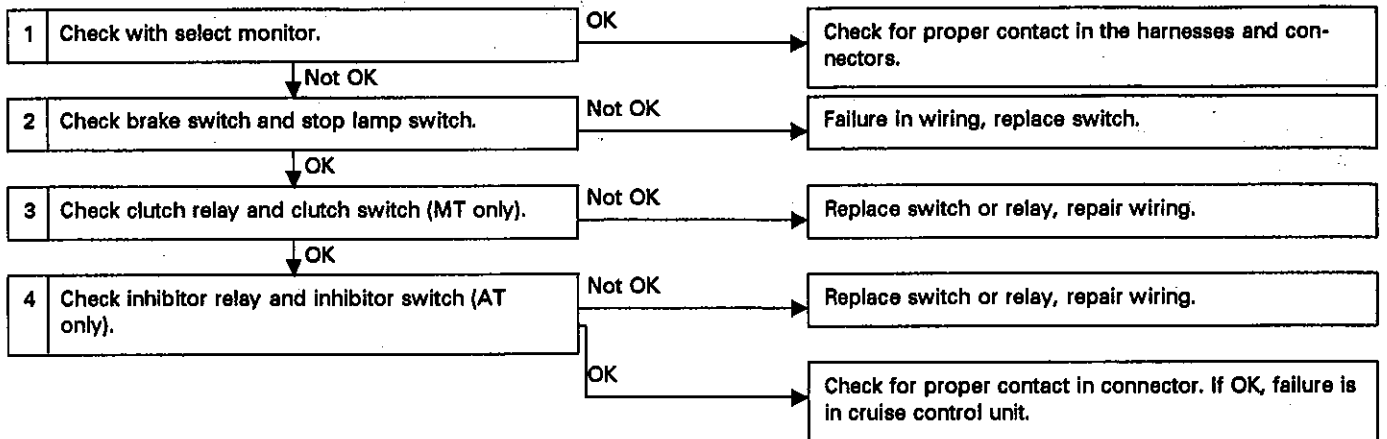 1 Check with select monitor.
OK
Check for proper contact in the harnesses and con-
nectors.
Not OK
2 Check brake switch and stop lamp switch.
Not OK
Failure in wiring, replace switch.
OK
3 Check clutch relay and clutch switch (MT only).
Not OK
Replace switch or relay, repair wiring.
OK
4 Check inhibitor relay and inhibitor switch (AT
only).
Not OK
Replace switch or relay, repair wiring.
OK
Check for proper contact in connector. If OK, failure is
in cruise control unit.